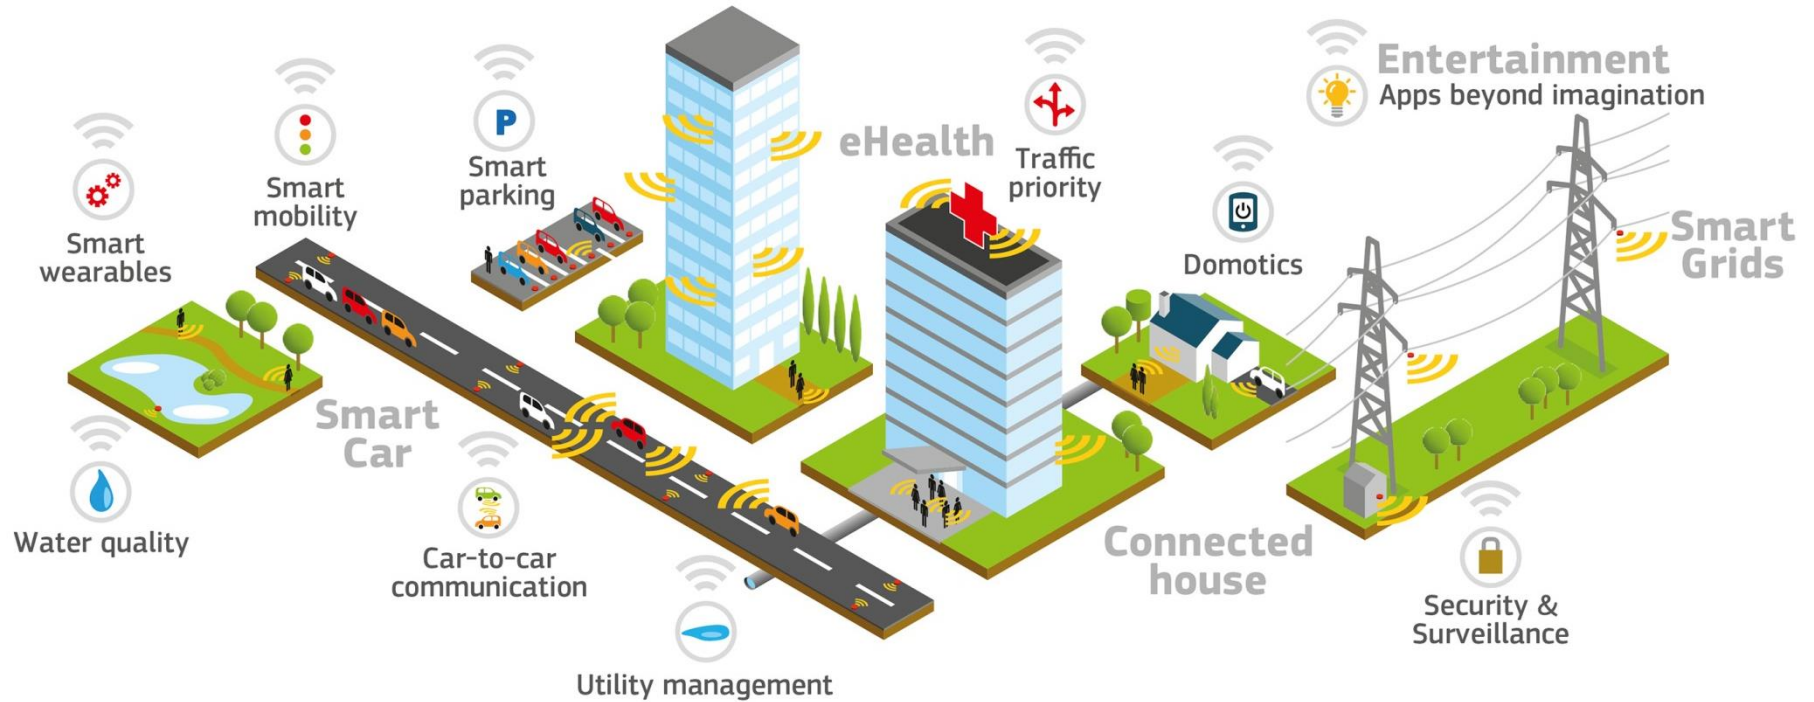 Entertainment
Apps beyond imagination
P
eHealth
Traffic
priority
Smart
parking
Smart
mobility
Smart
wearables
Domotics
Smart
Grids
Smart
Car
Water quality
Car-to-car
communication
Connected
house
Security &
Surveillance
Utility management